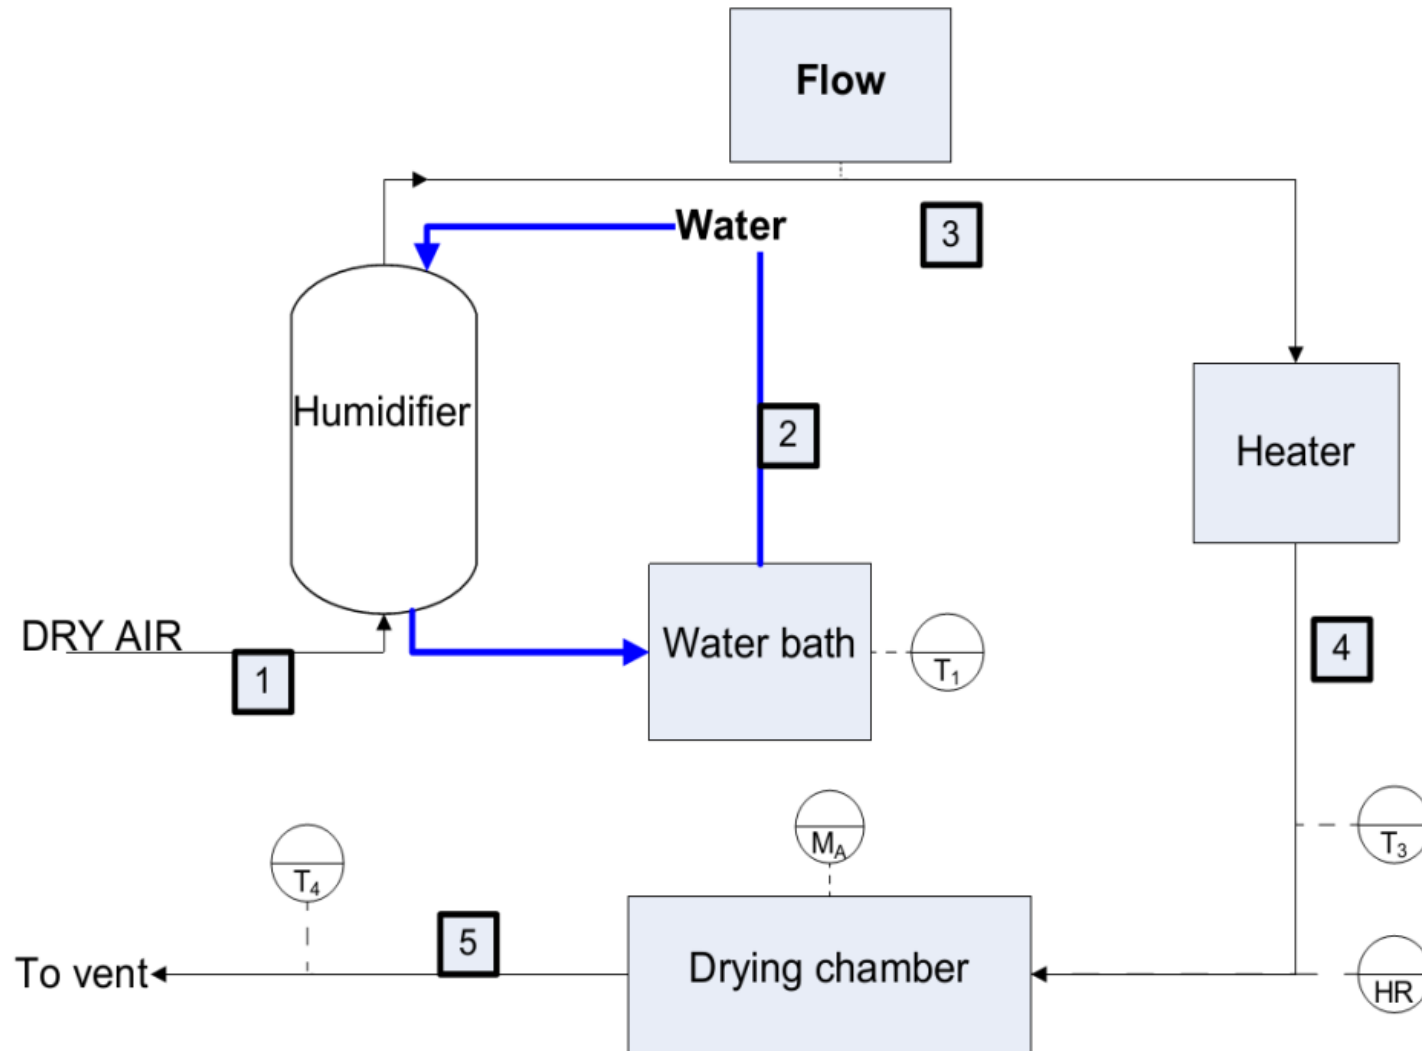 Flow
Water
3
Humidifier
2
Heater
DRY AIR
1
Water bath
T₁
4
M_A
T₃
T₄
5
To vent
Drying chamber
HR